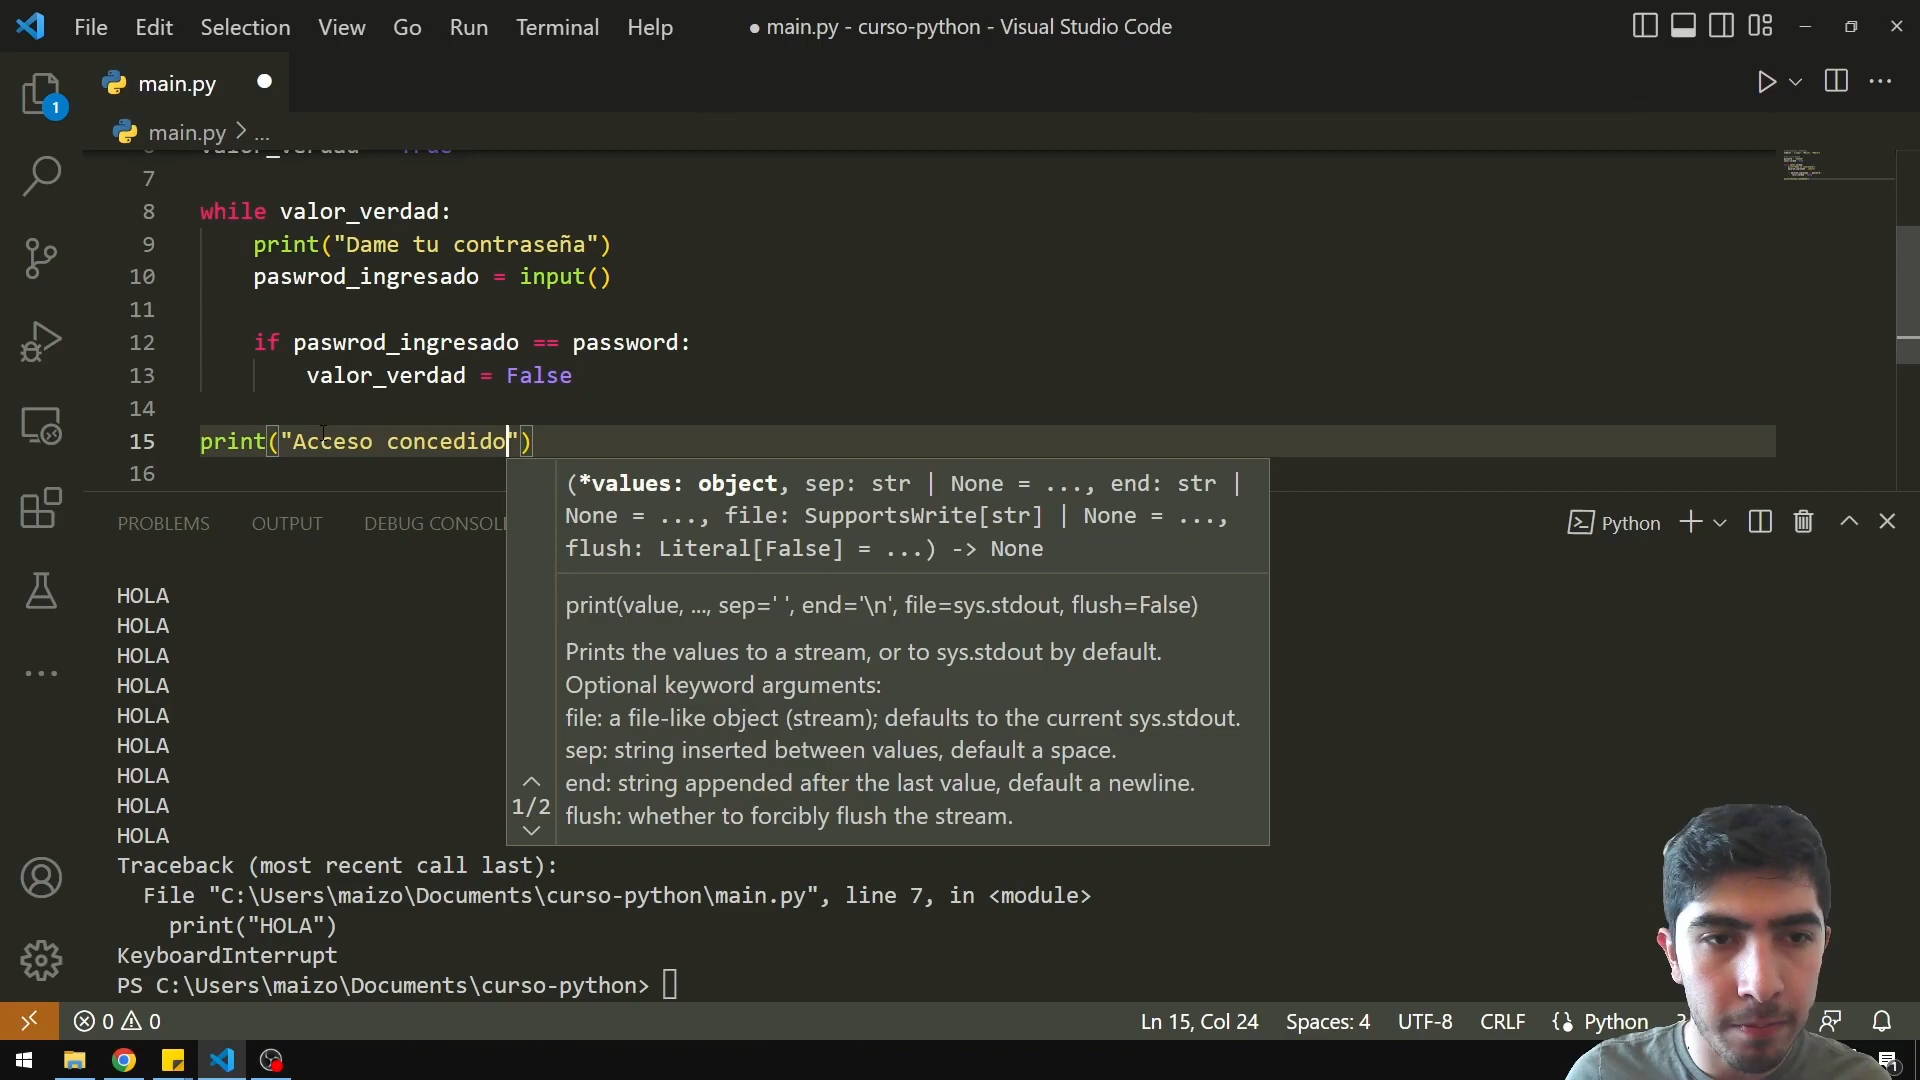 File Edit Selection View Go Run Terminal Help
● main.py - curso-python - Visual Studio Code
main.py
1
main.py > ...
7
8 while valor_verdad:
9 print("Dame tu contraseña")
10 paswrod_ingresado = input()
11
12 if paswrod_ingresado == password:
13 valor_verdad = False
14
15 print("Acceso concedido")
16
(*values: object, sep: str | None = ..., end: str |
None = ..., file: SupportsWrite[str] | None = ...,
flush: Literal[False] = ...) -> None
print(value, ..., sep=' ', end='\n', file=sys.stdout, flush=False)
Prints the values to a stream, or to sys.stdout by default.
Optional keyword arguments:
file: a file-like object (stream); defaults to the current sys.stdout.
sep: string inserted between values, default a space.
end: string appended after the last value, default a newline.
flush: whether to forcibly flush the stream.
1/2
PROBLEMS OUTPUT
Python
HOLA
HOLA
HOLA
HOLA
HOLA
HOLA
HOLA
HOLA
HOLA
Traceback (most recent call last):
File "C:\Users\maizo\Documents\curso-python\main.py", line 7, in <module>
print("HOLA")
KeyboardInterrupt
PS C:\Users\maizo\Documents\curso-python>
0 0
Ln 15, Col 24 Spaces: 4 UTF-8 CRLF Python
1